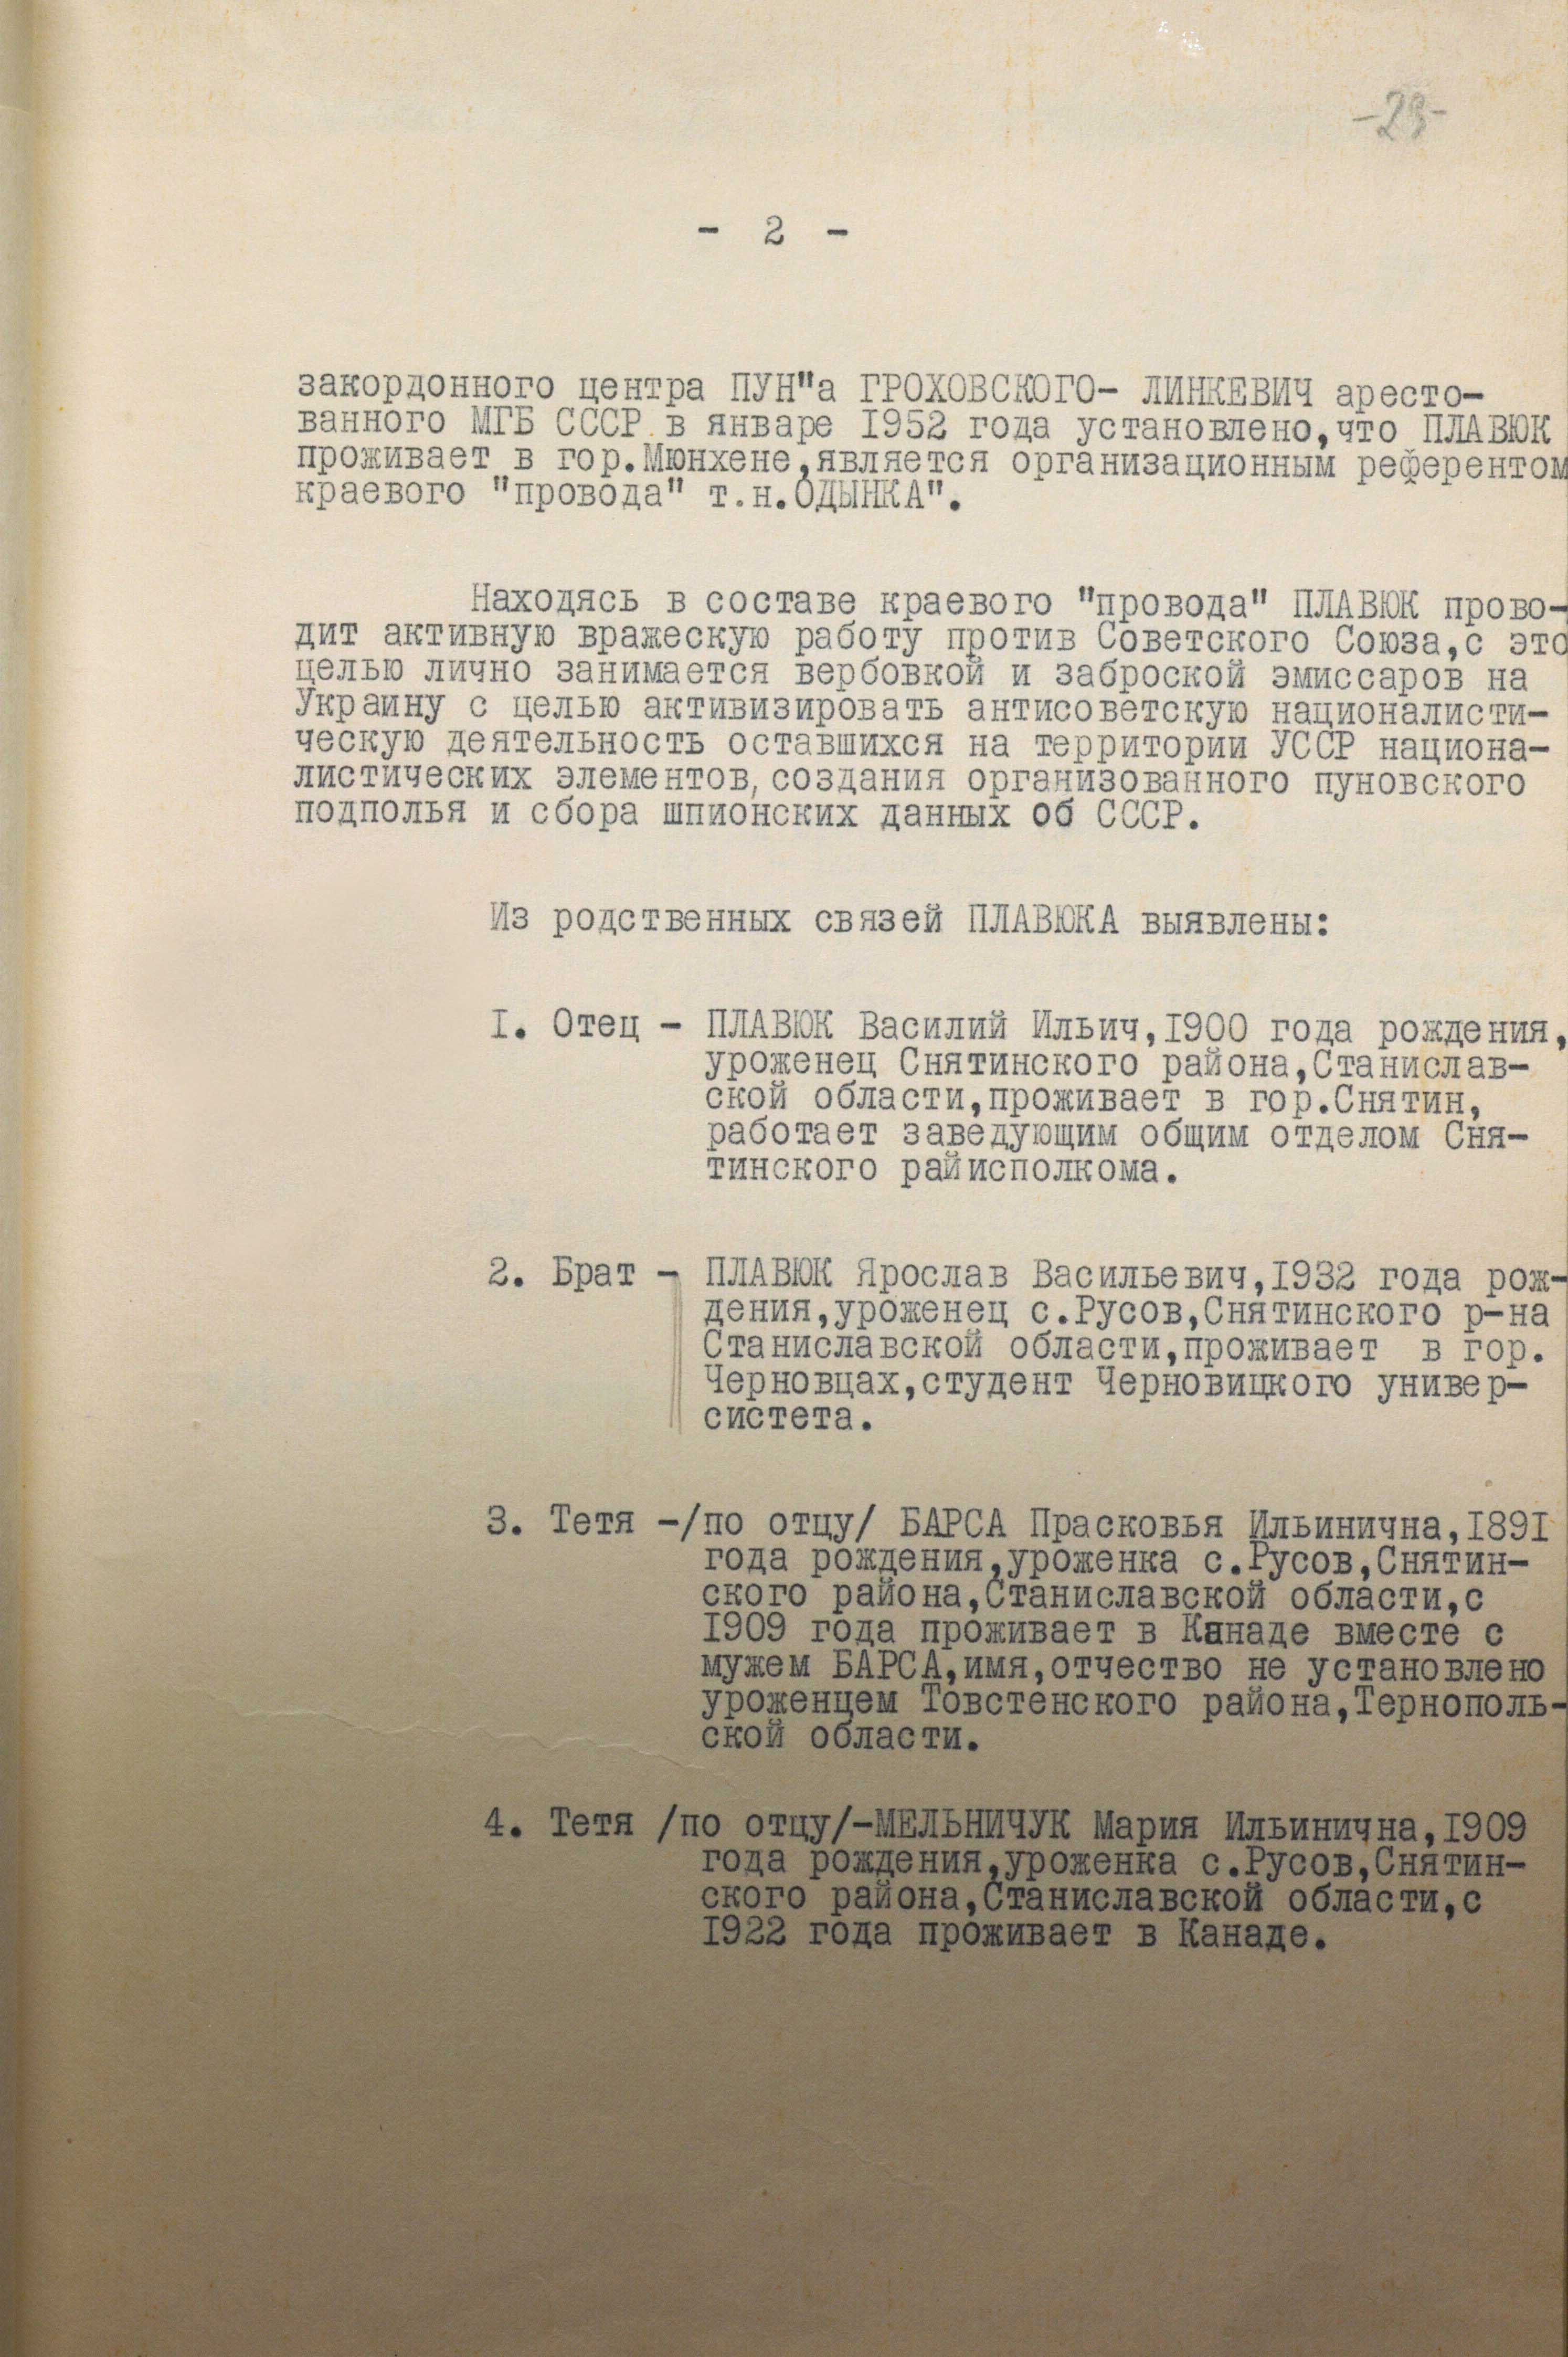 -23-
- 2 -
закордонного центра ПУН"а ГРОХОВСКОГО- ЛИНКЕВИЧ аресто-
ванного МГБ СССР в январе 1952 года установлено,что ПЛАВЮК
проживает в гор.Мюнхене,является организационным референтом
краевого "провода" т.н.ОДЫНКА".
Находясь в составе краевого "провода" ПЛАВЮК прово-
дит активную вражескую работу против Советского Союза,с это
целью лично занимается вербовкой и заброской эмиссаров на
Украину с целью активизировать антисоветскую националисти-
ческую деятельность оставшихся на территории УССР национа-
листических элементов,создания организованного пуновского
подполья и сбора шпионских данных об СССР.
Из родственных связей ПЛАВЮКА выявлены:
1. Отец - ПЛАВЮК Василий Ильич,1900 года рождения,
уроженец Снятинского района,Станислав-
ской области,проживает в гор.Снятин,
работает заведующим общим отделом Сня-
тинского райисполкома.
2. Брат - ПЛАВЮК Ярослав Васильевич,1932 года рож-
дения,уроженец с.Русов,Снятинского р-на
Станиславской области,проживает в гор.
Черновцах,студент Черновицкого универ-
систета.
3. Тетя -/по отцу/ БАРСА Прасковья Ильинична,1891
года рождения,уроженка с.Русов,Снятин-
ского района,Станиславской области,с
1909 года проживает в Канаде вместе с
мужем БАРСА,имя,отчество не установлено
уроженцем Товстенского района,Тернополь-
ской области.
4. Тетя /по отцу/-МЕЛЬНИЧУК Мария Ильинична,1909
года рождения,уроженка с.Русов,Снятин-
ского района,Станиславской области,с
1922 года проживает в Канаде.